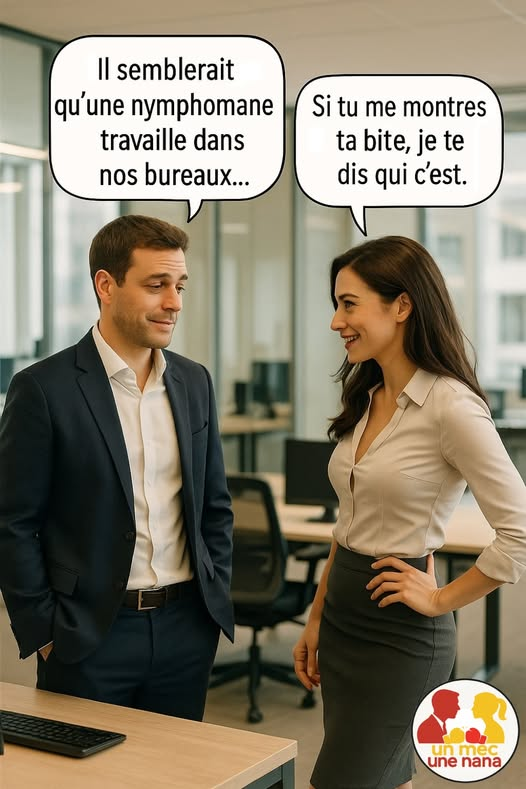 Il semblerait
qu'une nymphomane
travaille dans
nos bureaux...
Si tu me montres
ta bite, je te
dis qui c'est.
un mec
une nana